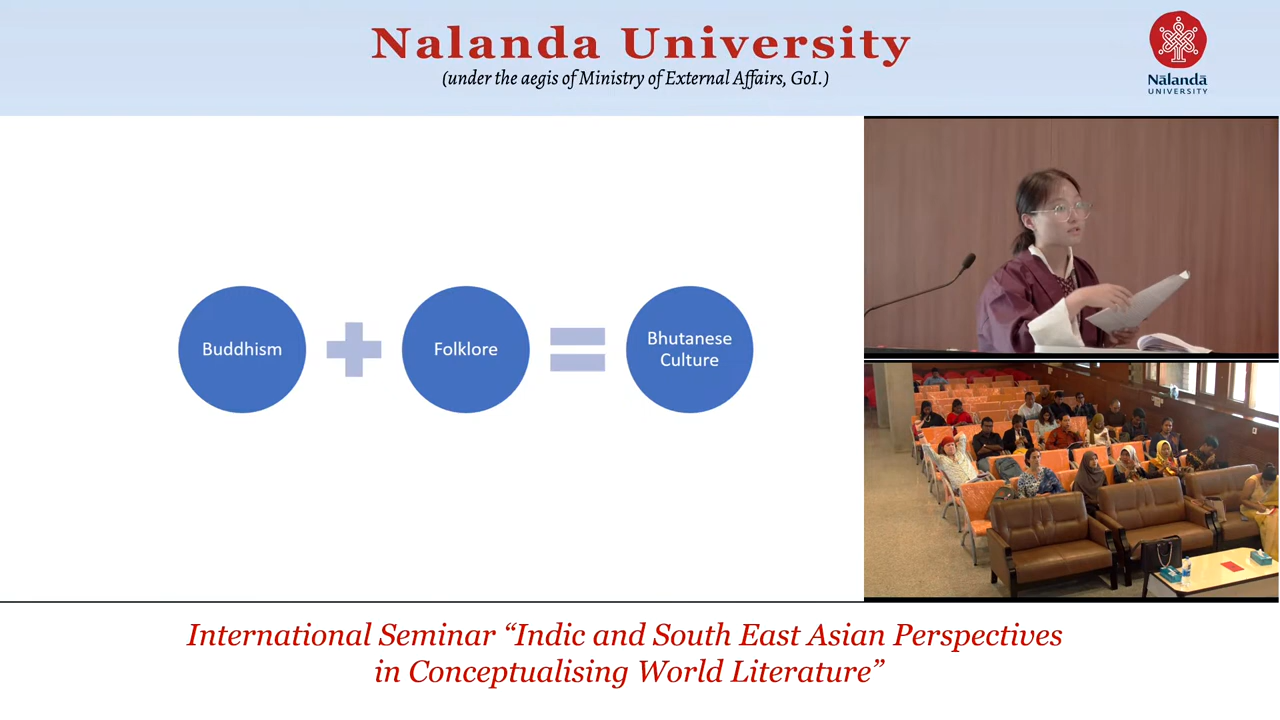 Nalanda University
(under the aegis of Ministry of External Affairs, GoI.)
Nālandā
UNIVERSITY
Buddhism
Folklore
Bhutanese
Culture
International Seminar “Indic and South East Asian Perspectives
in Conceptualising World Literature”